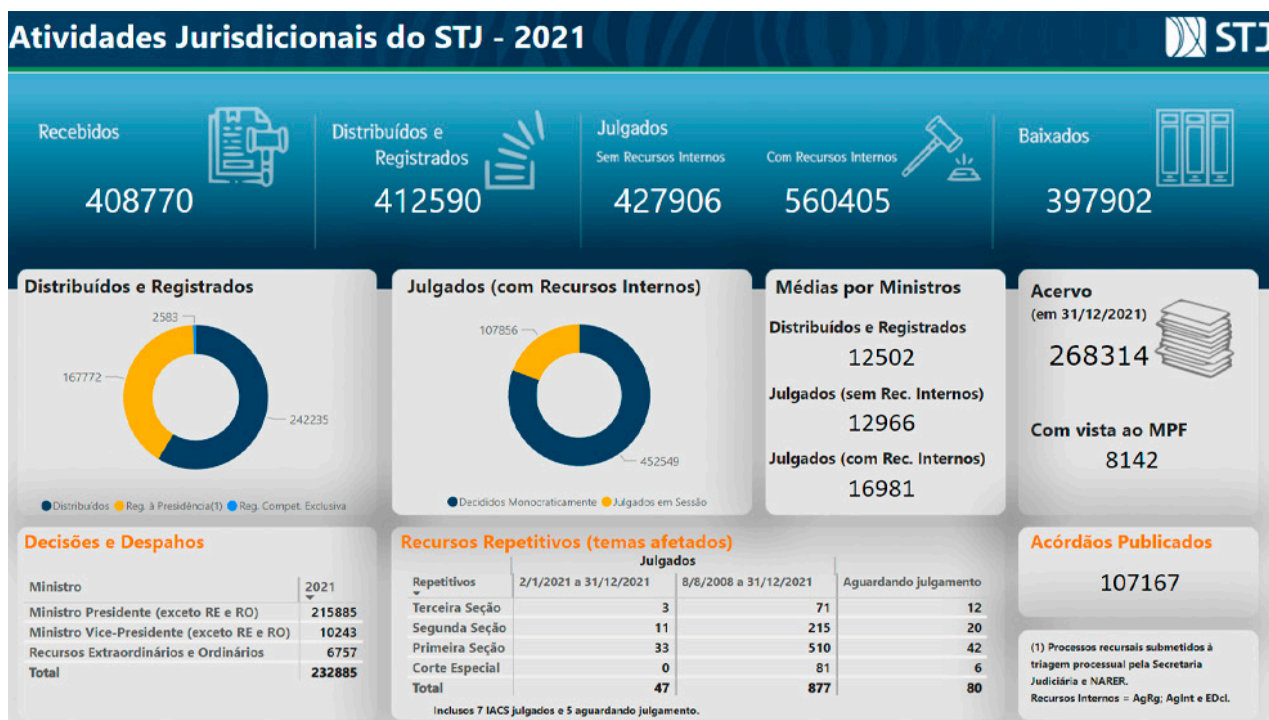 Atividades Jurisdicionais do STJ - 2021
STJ
Recebidos
408770
Distribuídos e
Registrados
412590
Julgados
Sem Recursos Internos
427906
Com Recursos Internos
560405
Baixados
397902
Distribuídos e Registrados
2583
167772
242235
Distribuídos Reg. à Presidência(1) Reg. Compet. Exclusiva
Julgados (com Recursos Internos)
107856
452549
Decididos Monocraticamente Julgados em Sessão
Médias por Ministros
Distribuídos e Registrados
12502
Julgados (sem Rec. Internos)
12966
Julgados (com Rec. Internos)
16981
Acervo
(em 31/12/2021)
268314
Com vista ao MPF
8142
Decisões e Despahos
Ministro 2021
Ministro Presidente (exceto RE e RO) 215885
Ministro Vice-Presidente (exceto RE e RO) 10243
Recursos Extraordinários e Ordinários 6757
Total 232885
Recursos Repetitivos (temas afetados)
Julgados
Repetitivos 2/1/2021 a 31/12/2021 8/8/2008 a 31/12/2021 Aguardando julgamento
Terceira Seção 3 71 12
Segunda Seção 11 215 20
Primeira Seção 33 510 42
Corte Especial 0 81 6
Total 47 877 80
Inclusos 7 IACS julgados e 5 aguardando julgamento.
Acórdãos Publicados
107167
(1) Processos recursais submetidos à
triagem processual pela Secretaria
Judiciária e NARER.
Recursos Internos = AgRg; AgInt e EDcl.